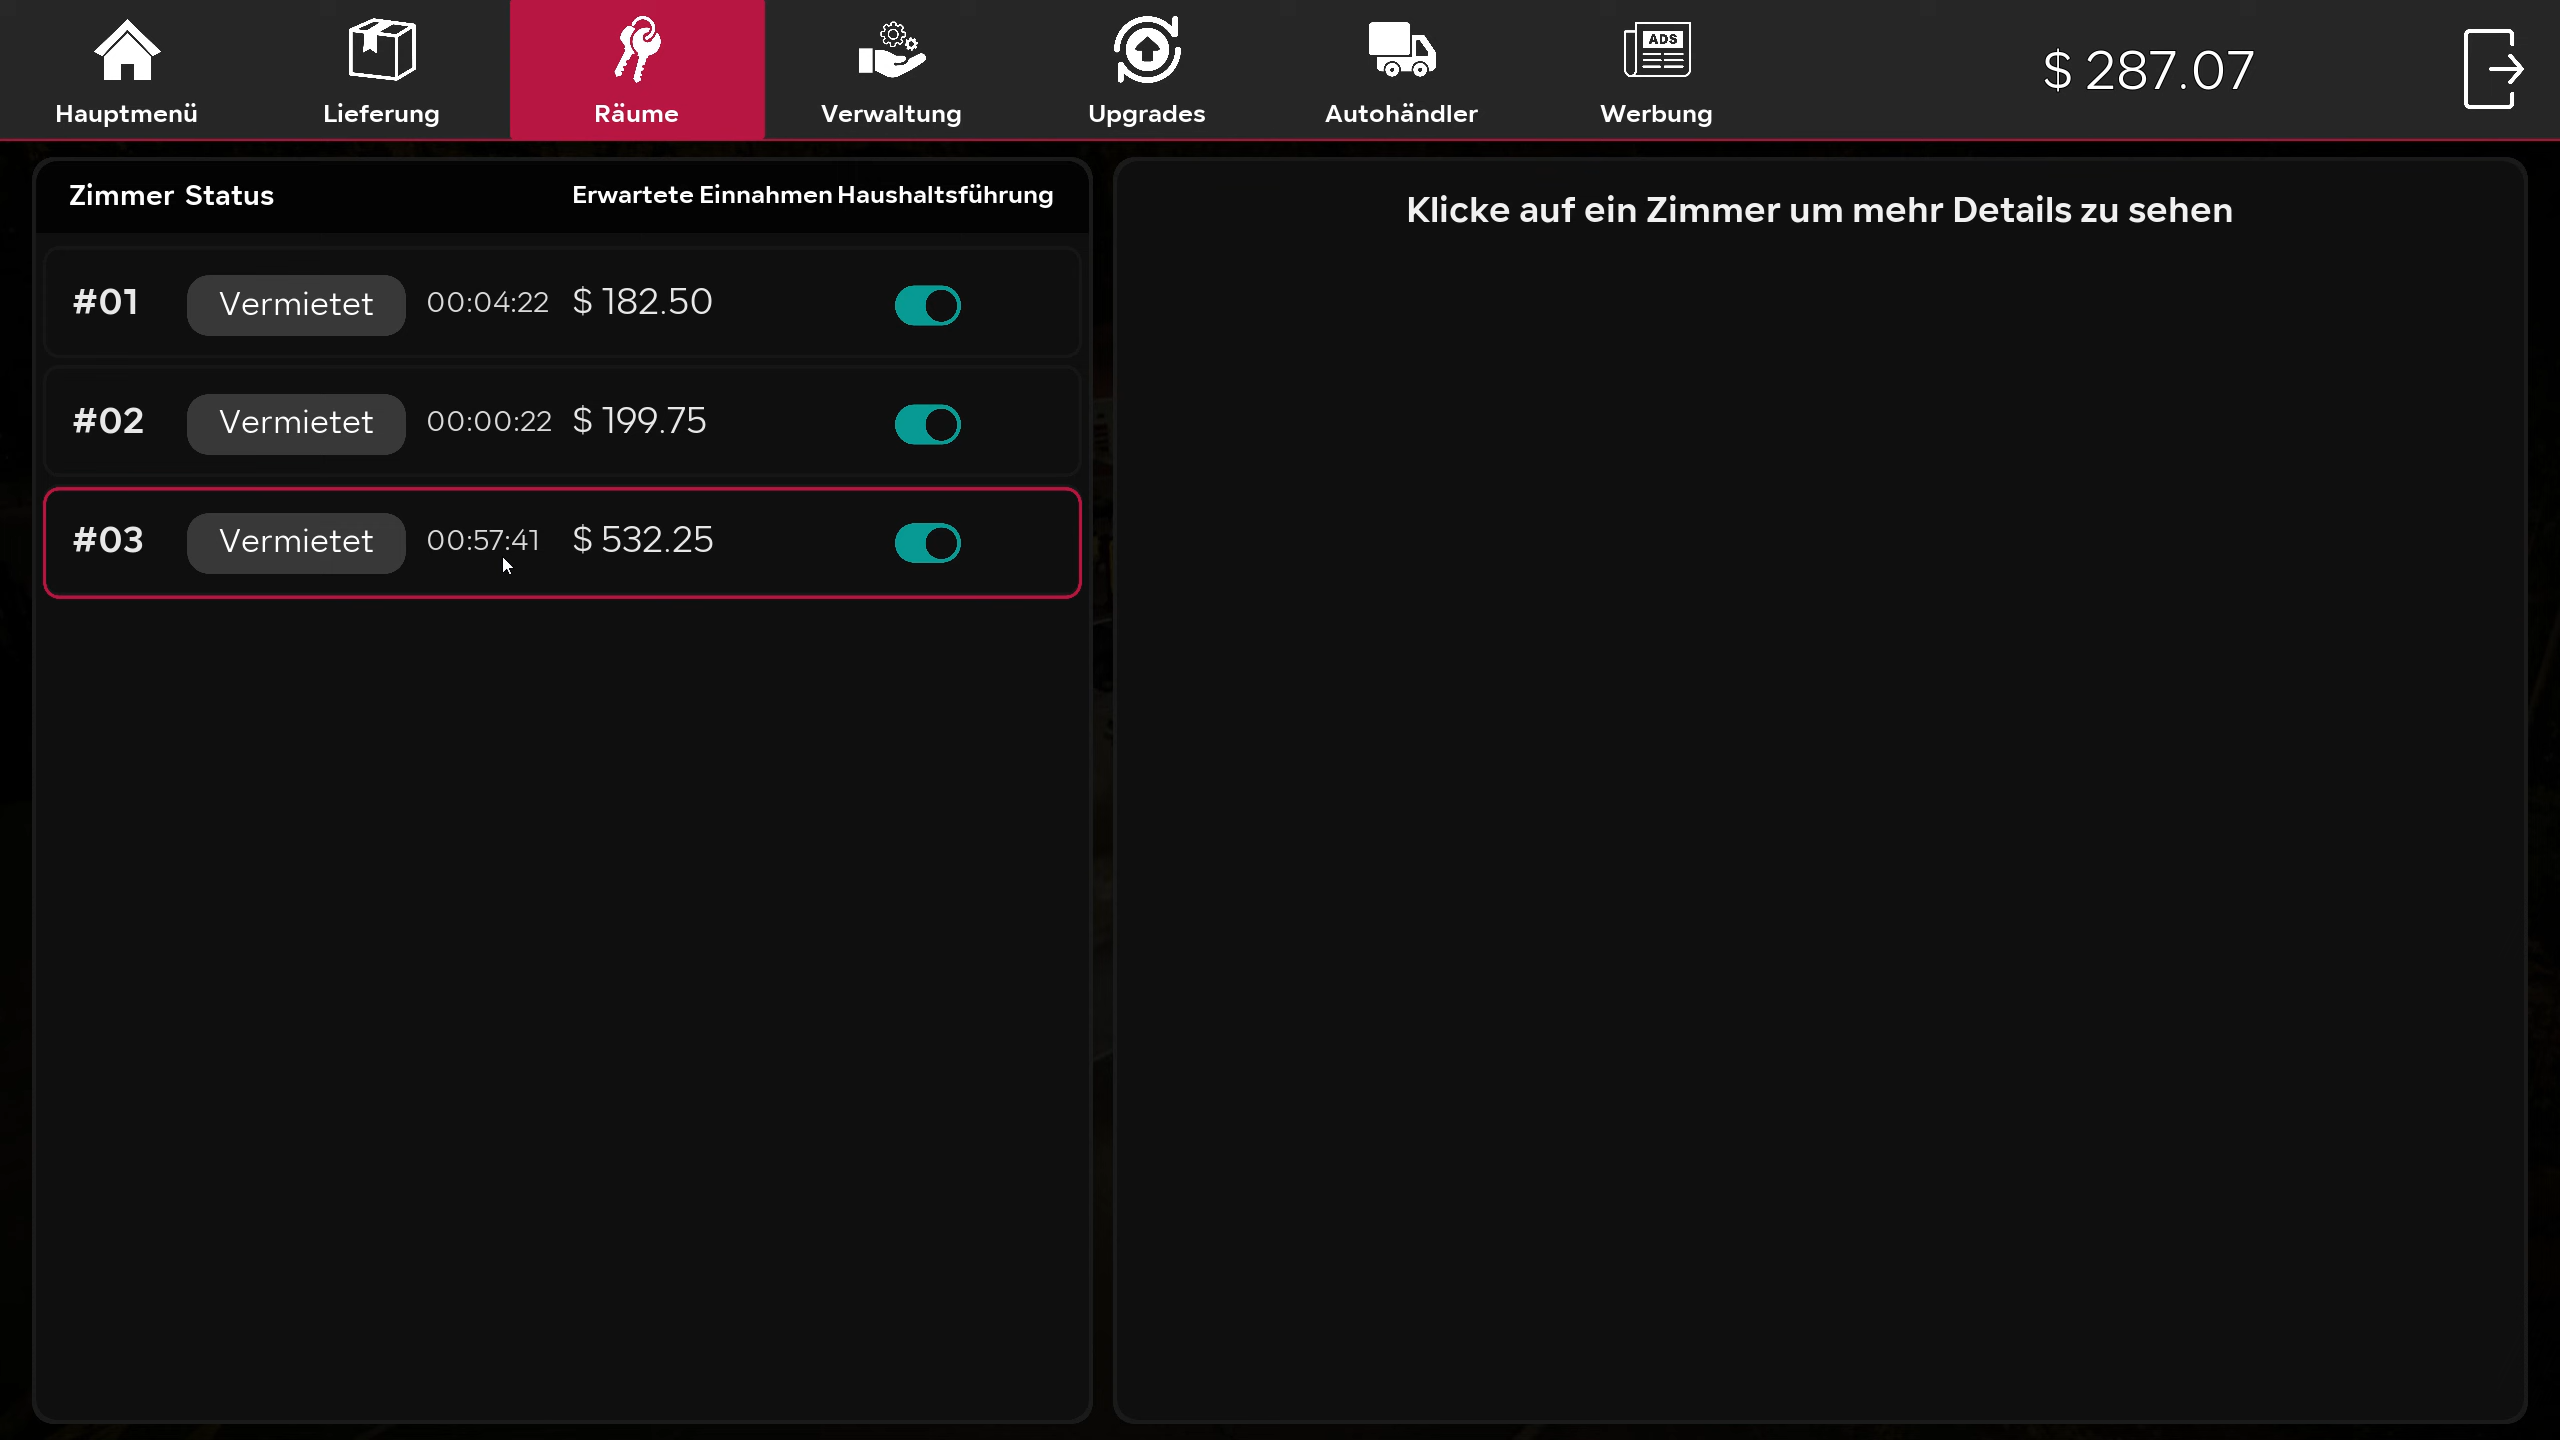 Hauptmenü
Lieferung
Räume
Verwaltung
Upgrades
Autohändler
ADS
Werbung
$ 287.07
Zimmer Status Erwartete Einnahmen Haushaltsführung
#01 Vermietet 00:04:22 $ 182.50
#02 Vermietet 00:00:22 $ 199.75
#03 Vermietet 00:57:41 $ 532.25
Klicke auf ein Zimmer um mehr Details zu sehen